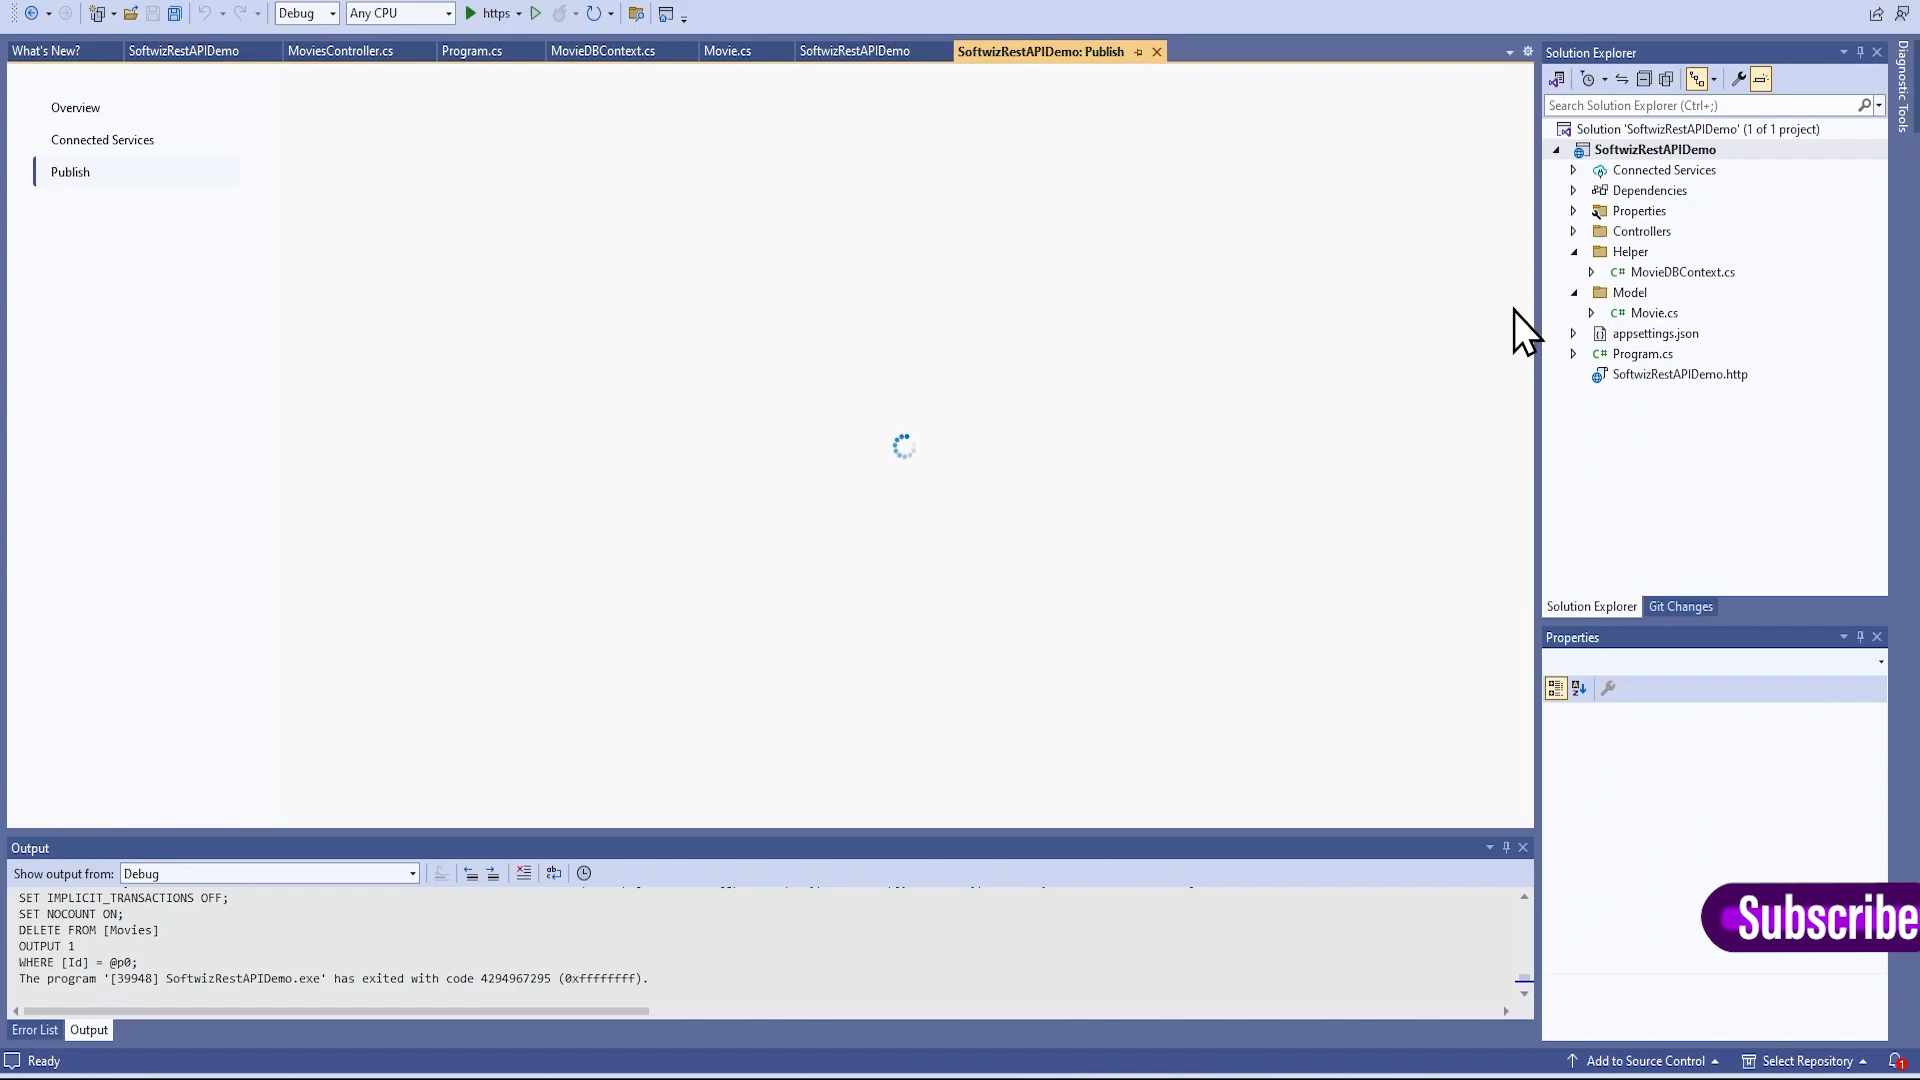 Debug
Any CPU
https
What's New?
SoftwizRestAPIDemo
MoviesController.cs
Program.cs
MovieDBContext.cs
Movie.cs
SoftwizRestAPIDemo
SoftwizRestAPIDemo: Publish
Overview
Connected Services
Publish
Solution Explorer
Search Solution Explorer (Ctrl+;)
Solution 'SoftwizRestAPIDemo' (1 of 1 project)
SoftwizRestAPIDemo
Connected Services
Dependencies
Properties
Controllers
Helper
C# MovieDBContext.cs
Model
C# Movie.cs
appsettings.json
C# Program.cs
SoftwizRestAPIDemo.http
Solution Explorer
Git Changes
Properties
Diagnostic Tools
Output
Show output from: Debug
SET IMPLICIT_TRANSACTIONS OFF;
SET NOCOUNT ON;
DELETE FROM [Movies]
OUTPUT 1
WHERE [Id] = @p0;
The program '[39948] SoftwizRestAPIDemo.exe' has exited with code 4294967295 (0xffffffff).
Error List
Output
Subscribe
Ready
Add to Source Control
Select Repository
1